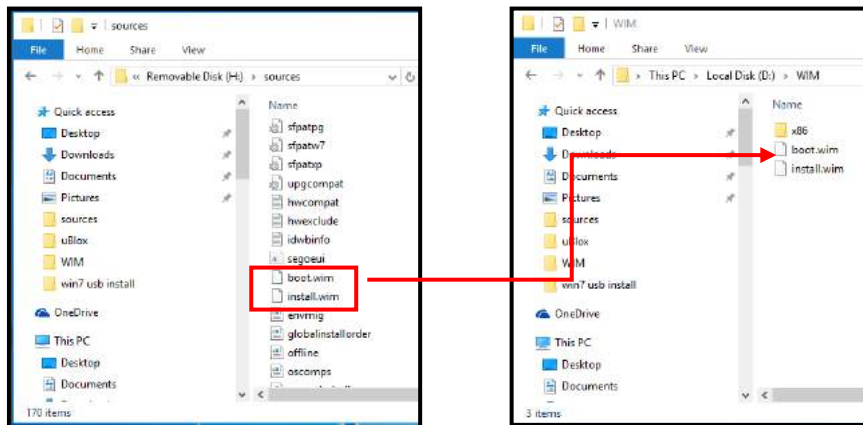 sources
File Home Share View
« Removable Disk (H:) › sources
Quick access
Desktop
Downloads
Documents
Pictures
sources
uBlox
WIM
win7 usb install
OneDrive
This PC
Desktop
Documents
170 items
Name
sfpatpg
sfpatw7
sfpatxp
upgcompat
hwcompat
hwexclude
idwbinfo
segoeui
boot.wim
install.wim
envmig
globalinstallorder
offline
oscomps
WIM
File Home Share View
› This PC › Local Disk (D:) › WIM
Quick access
Desktop
Downloads
Documents
Pictures
sources
uBlox
WIM
win7 usb install
OneDrive
This PC
Desktop
Documents
3 items
Name
x86
boot.wim
install.wim